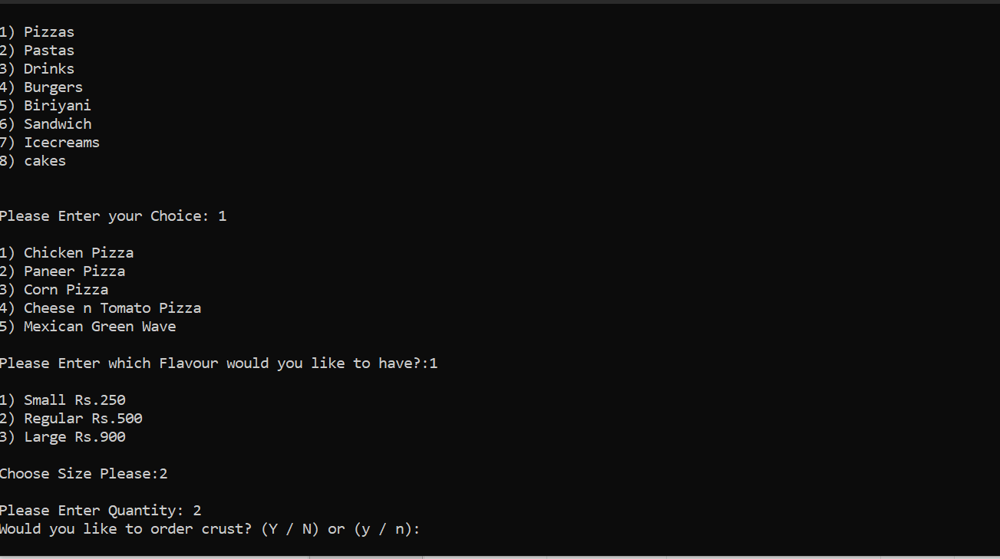 1) Pizzas
2) Pastas
3) Drinks
4) Burgers
5) Biriyani
6) Sandwich
7) Icecreams
8) cakes
Please Enter your Choice: 1
1) Chicken Pizza
2) Paneer Pizza
3) Corn Pizza
4) Cheese n Tomato Pizza
5) Mexican Green Wave
Please Enter which Flavour would you like to have?:1
1) Small Rs.250
2) Regular Rs.500
3) Large Rs.900
Choose Size Please:2
Please Enter Quantity: 2
Would you like to order crust? (Y / N) or (y / n):